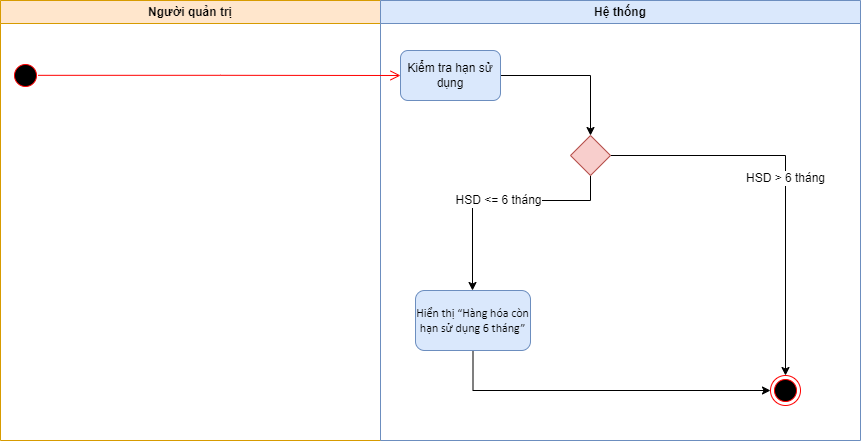 Người quản trị
Hệ thống
Kiểm tra hạn sử
dụng
HSD > 6 tháng
HSD <= 6 tháng
Hiển thị “Hàng hóa còn
hạn sử dụng 6 tháng”